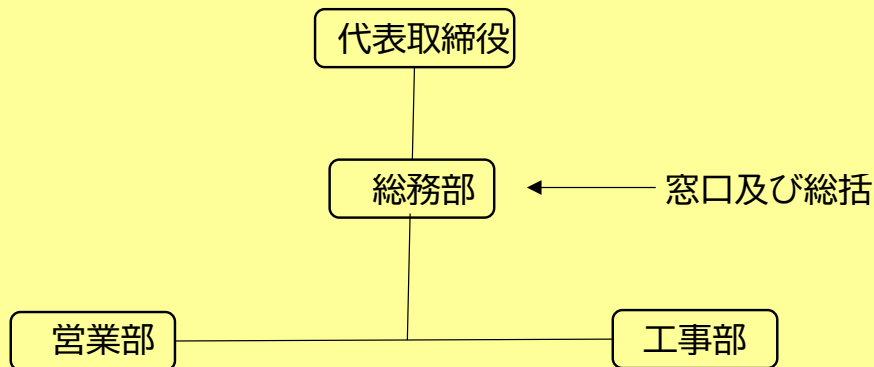 代表取締役
総務部
窓口及び総括
営業部
工事部